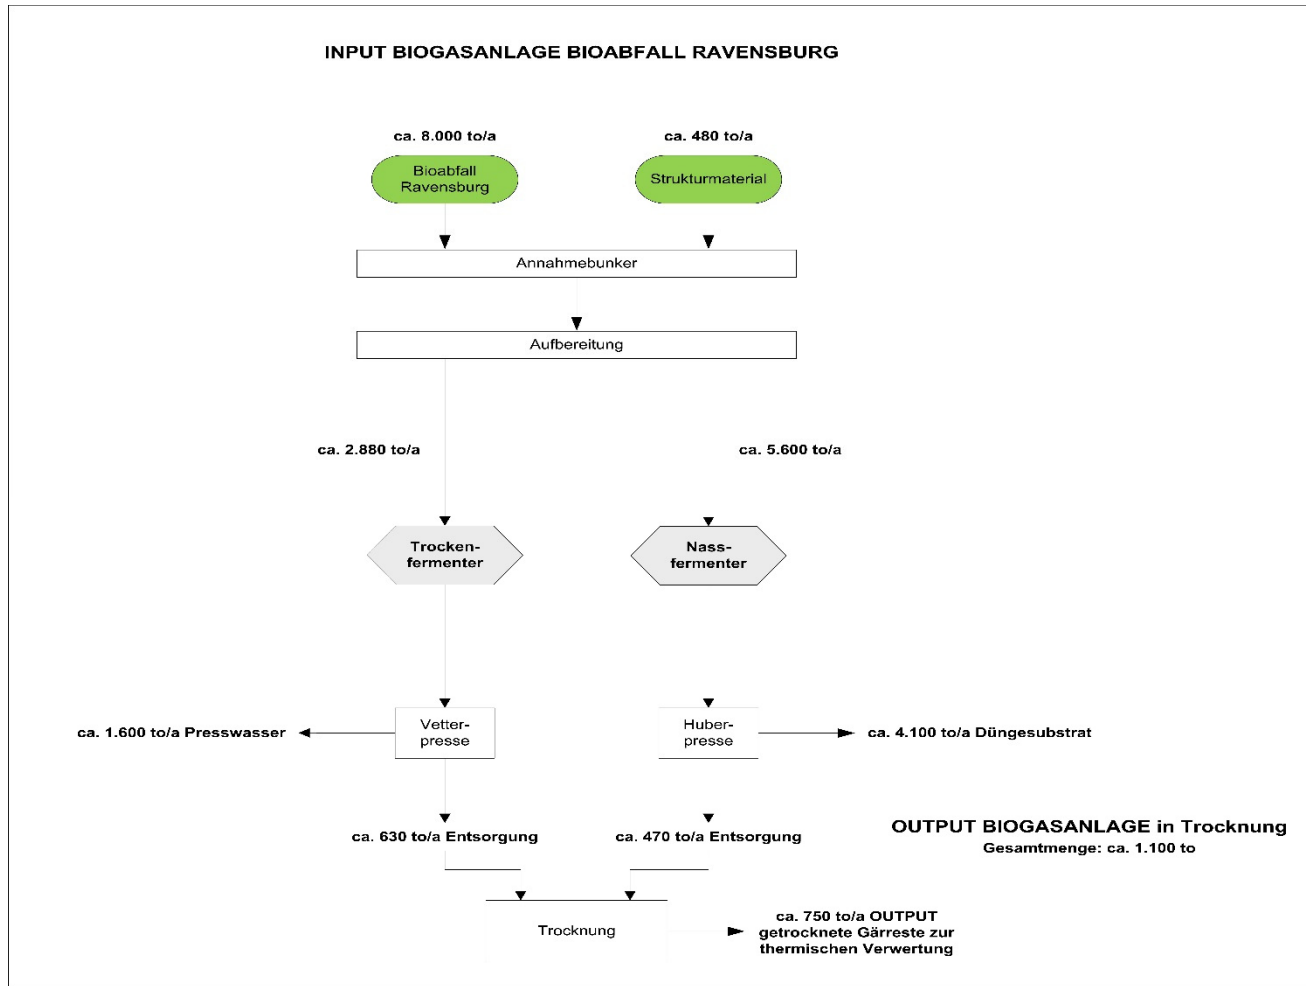 INPUT BIOGASANLAGE BIOABFALL RAVENSBURG
ca. 8.000 to/a
ca. 480 to/a
Bioabfall
Ravensburg
Strukturmaterial
Annahmebunker
Aufbereitung
ca. 2.880 to/a
ca. 5.600 to/a
Trocken-
fermenter
Nass-
fermenter
ca. 1.600 to/a Presswasser
Vetter-
presse
Huber-
presse
ca. 4.100 to/a Düngesubstrat
ca. 630 to/a Entsorgung
ca. 470 to/a Entsorgung
OUTPUT BIOGASANLAGE in Trocknung
Gesamtmenge: ca. 1.100 to
Trocknung
ca. 750 to/a OUTPUT
getrocknete Gärreste zur
thermischen Verwertung